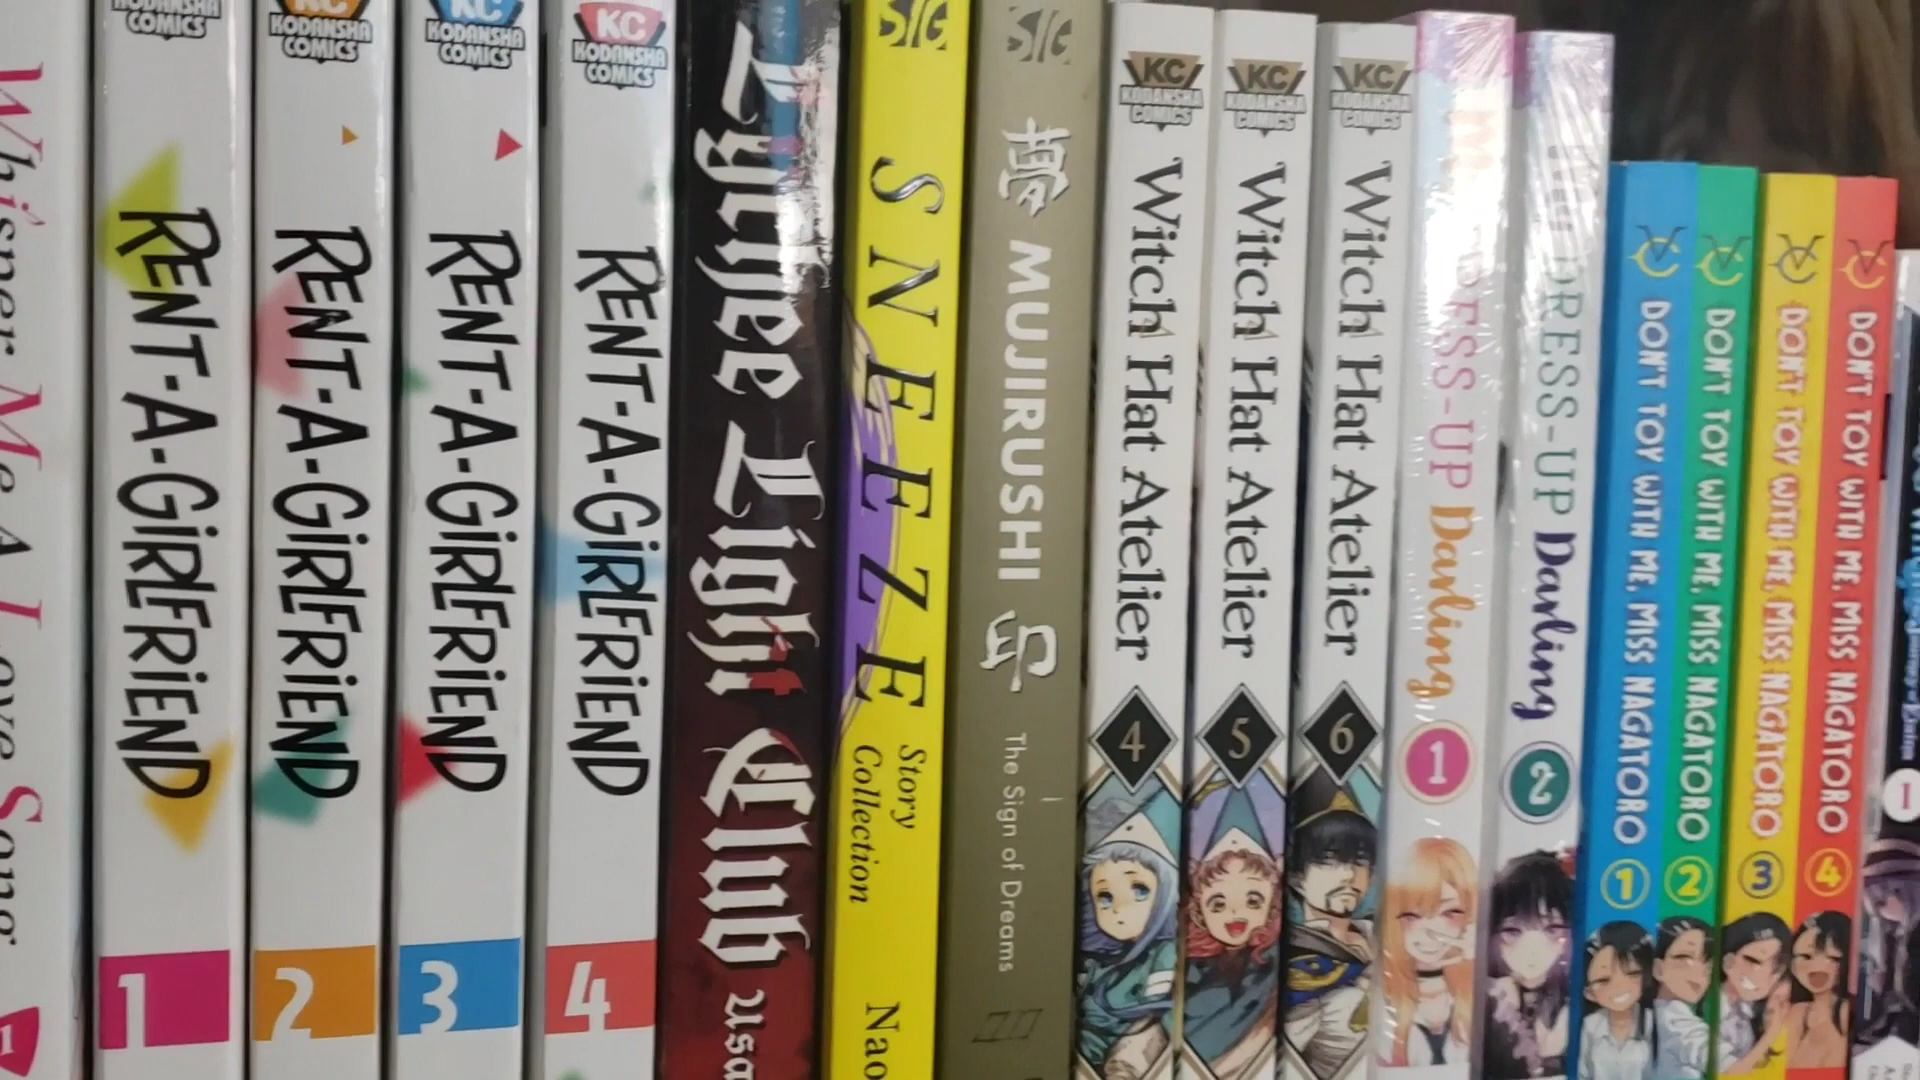 Whisper Me A Love Song
1
KODANSHA
COMICS
RENT-A-GiRLFRiEND
1
KC
KODANSHA
COMICS
RENT-A-GiRLFRiEND
2
KC
KODANSHA
COMICS
RENT-A-GiRLFRiEND
3
KC
KODANSHA
COMICS
RENT-A-GiRLFRiEND
4
Lychee Light Club
SIG
SNEEZE
Story
Collection
SIG
夢 MUJIRUSHI 印
The Sign of Dreams
KC
KODANSHA
COMICS
Witch Hat Atelier
4
KC
KODANSHA
COMICS
Witch Hat Atelier
5
KC
KODANSHA
COMICS
Witch Hat Atelier
6
DRESS-UP Darling
1
DRESS-UP Darling
2
DON'T TOY WITH ME, MISS NAGATORO
1
DON'T TOY WITH ME, MISS NAGATORO
2
DON'T TOY WITH ME, MISS NAGATORO
3
DON'T TOY WITH ME, MISS NAGATORO
4
1